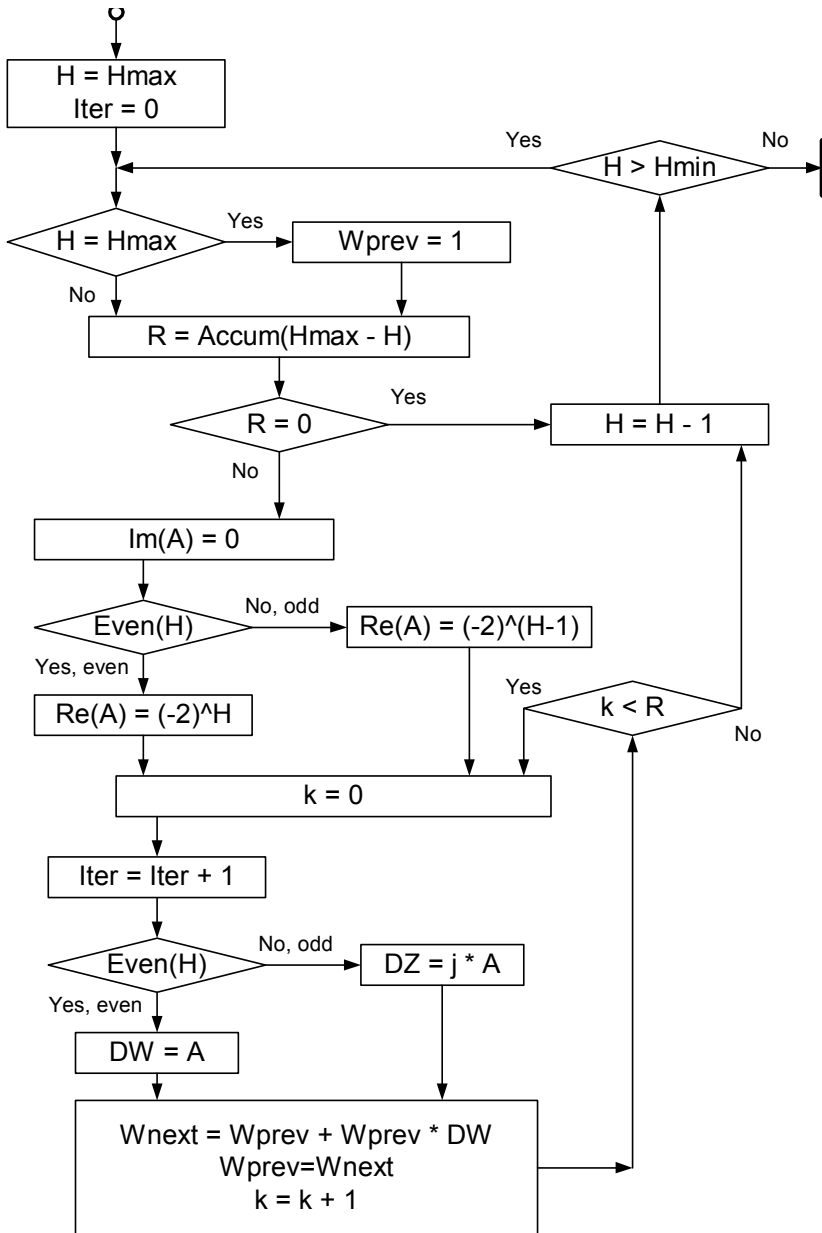 H = Hmax
Iter = 0
Yes
No
H > Hmin
H = Hmax
Yes
Wprev = 1
No
R = Accum(Hmax - H)
R = 0
Yes
H = H - 1
No
Im(A) = 0
Even(H)
No, odd
Re(A) = (-2)^(H-1)
Yes, even
Re(A) = (-2)^H
Yes
k < R
No
k = 0
Iter = Iter + 1
Even(H)
No, odd
DZ = j * A
Yes, even
DW = A
Wnext = Wprev + Wprev * DW
Wprev=Wnext
k = k + 1